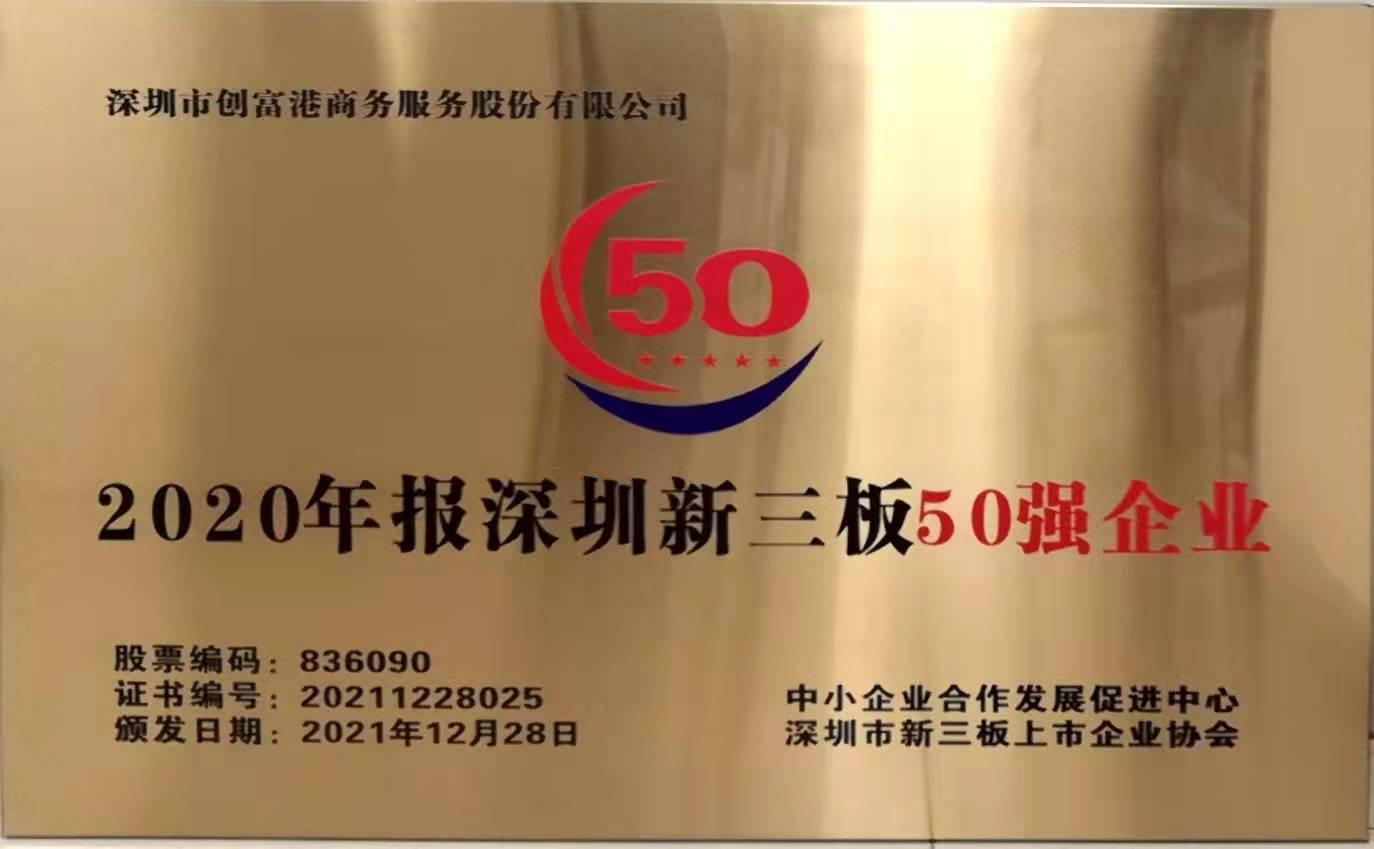 深圳市创富港商务服务股份有限公司
50
2020年报深圳新三板50强企业
股票编码：836090
证书编号：20211228025
颁发日期：2021年12月28日
中小企业合作发展促进中心
深圳市新三板上市企业协会